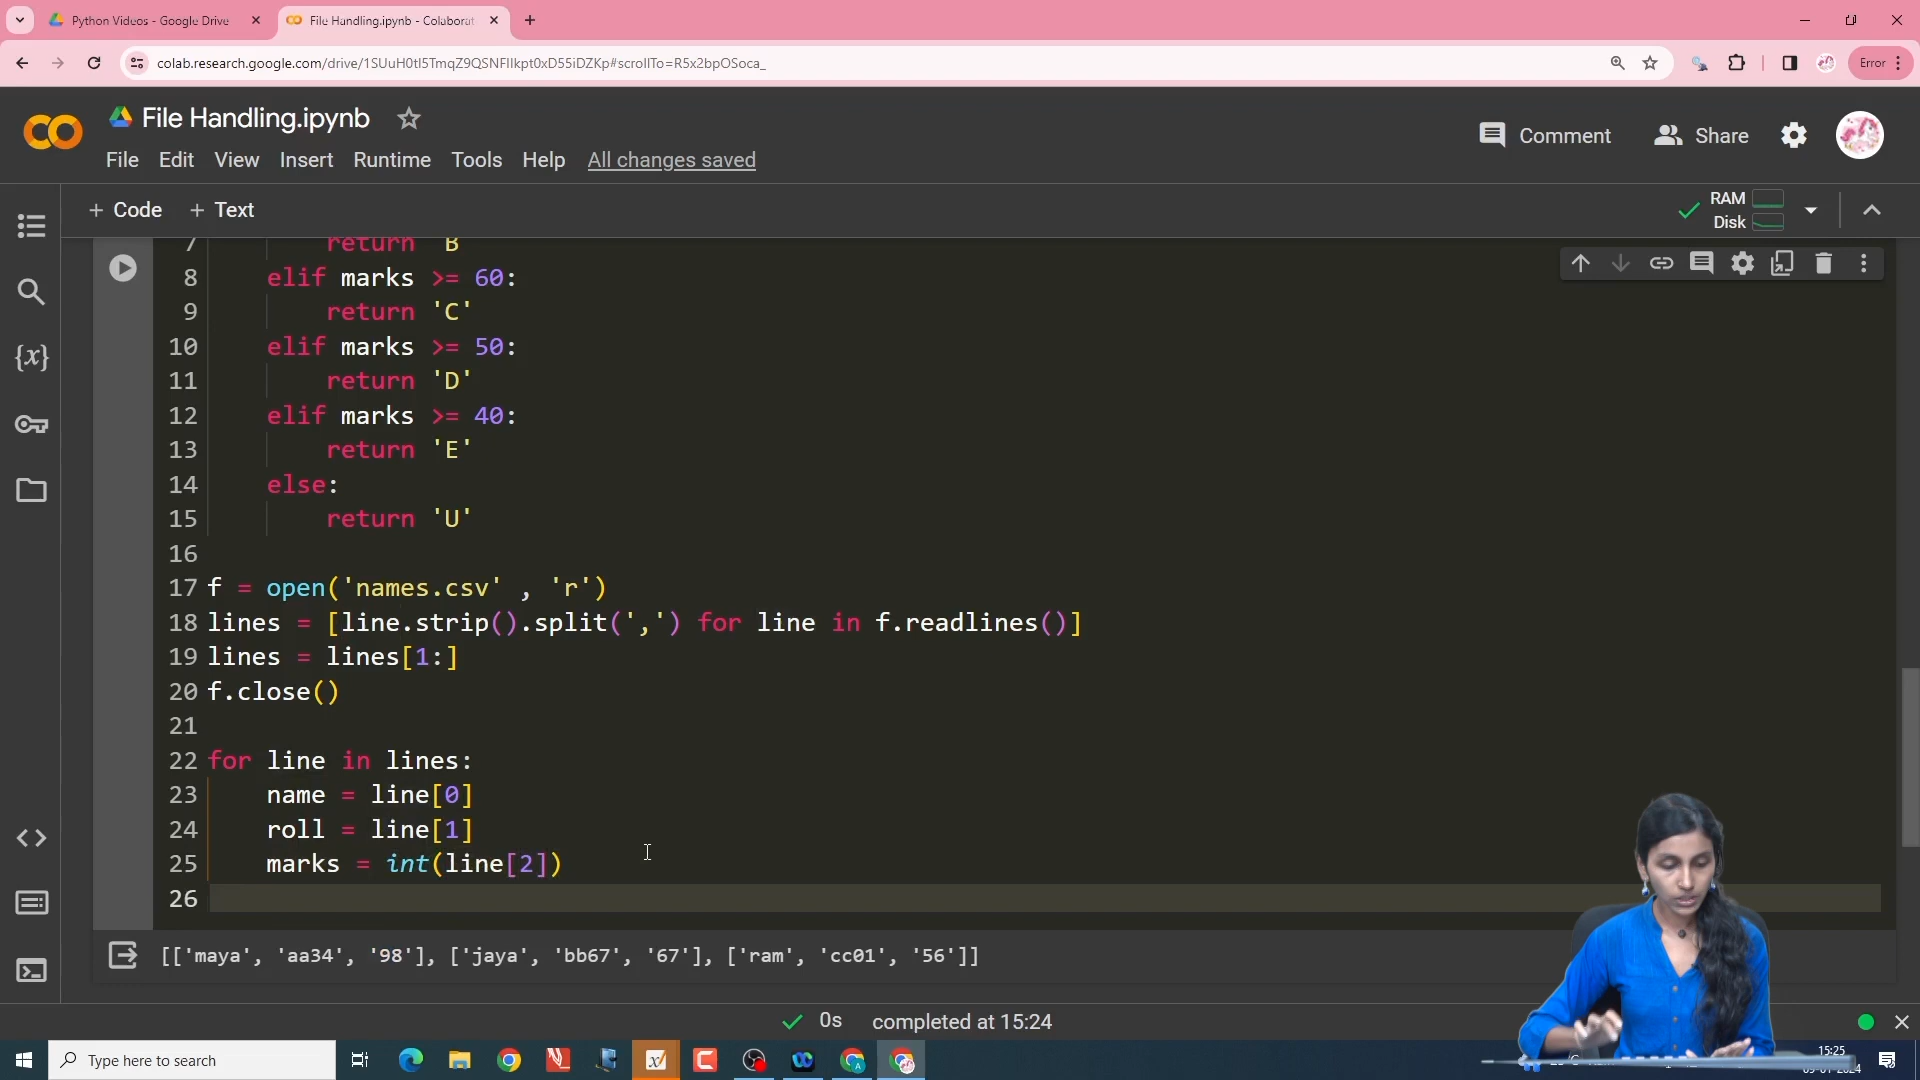 Python Videos - Google Drive
File Handling.ipynb - Colaborat
colab.research.google.com/drive/1SUuH0tI5TmqZ9QSNFIlkpt0xD55iDZKp#scrollTo=R5x2bpOSoca_
Error
File Handling.ipynb
Comment
Share
File Edit View Insert Runtime Tools Help All changes saved
+ Code + Text
RAM
Disk
7 return 'B
8 elif marks >= 60:
9 return 'C'
10 elif marks >= 50:
11 return 'D'
12 elif marks >= 40:
13 return 'E'
14 else:
15 return 'U'
16
17 f = open('names.csv' , 'r')
18 lines = [line.strip().split(',') for line in f.readlines()]
19 lines = lines[1:]
20 f.close()
21
22 for line in lines:
23 name = line[0]
24 roll = line[1]
25 marks = int(line[2])
26
[['maya', 'aa34', '98'], ['jaya', 'bb67', '67'], ['ram', 'cc01', '56']]
0s completed at 15:24
Type here to search
15:25